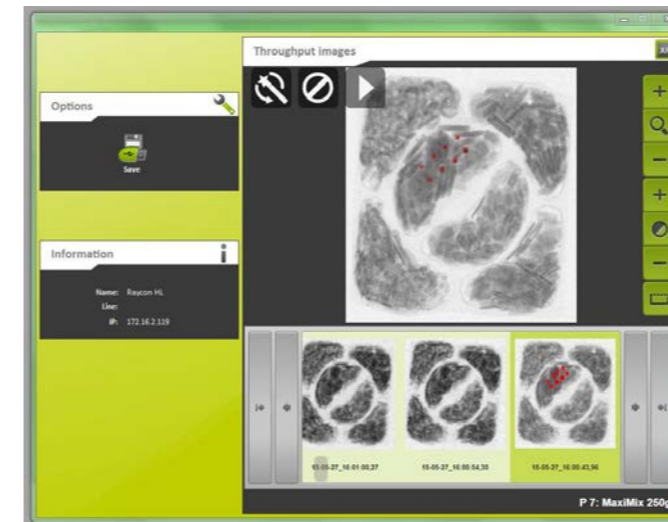 Throughput images
Options
Save
Information
i
Name: Raycon HL
Line:
IP: 172.16.2.119
15-05-27_16:01:00,27
15-05-27_16:00:54,30
15-05-27_16:00:43,96
P 7: MaxiMix 250g